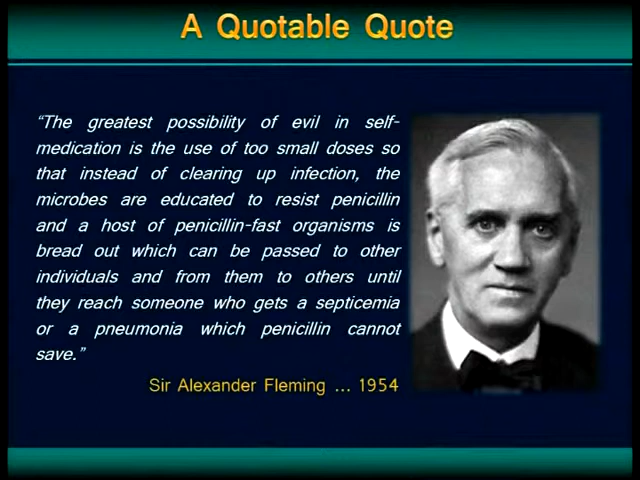 A Quotable Quote
“The greatest possibility of evil in self-
medication is the use of too small doses so
that instead of clearing up infection, the
microbes are educated to resist penicillin
and a host of penicillin-fast organisms is
bread out which can be passed to other
individuals and from them to others until
they reach someone who gets a septicemia
or a pneumonia which penicillin cannot
save.”
Sir Alexander Fleming ... 1954